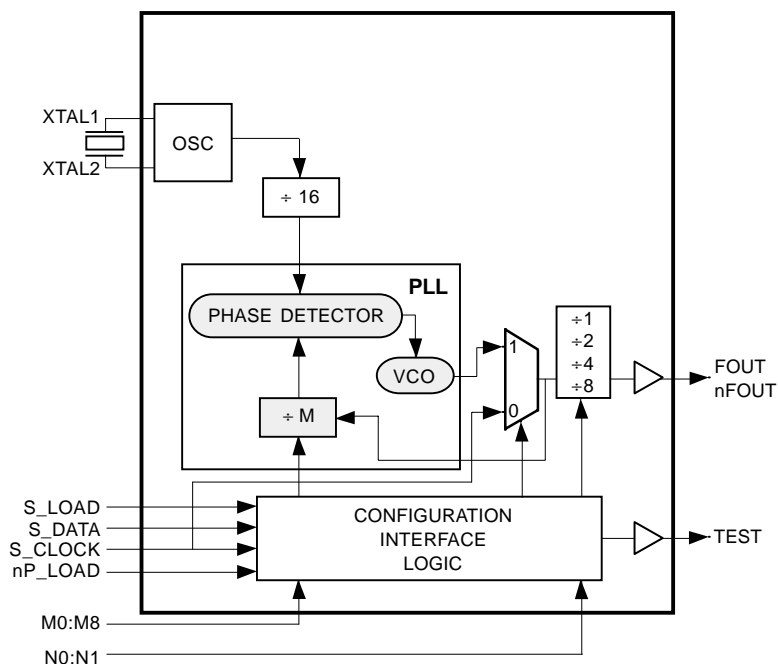 XTAL1
OSC
XTAL2
÷ 16
PLL
PHASE DETECTOR
VCO
1
0
÷1
÷2
÷4
÷8
FOUT
nFOUT
÷ M
S_LOAD
S_DATA
S_CLOCK
nP_LOAD
CONFIGURATION
INTERFACE
LOGIC
TEST
M0:M8
N0:N1